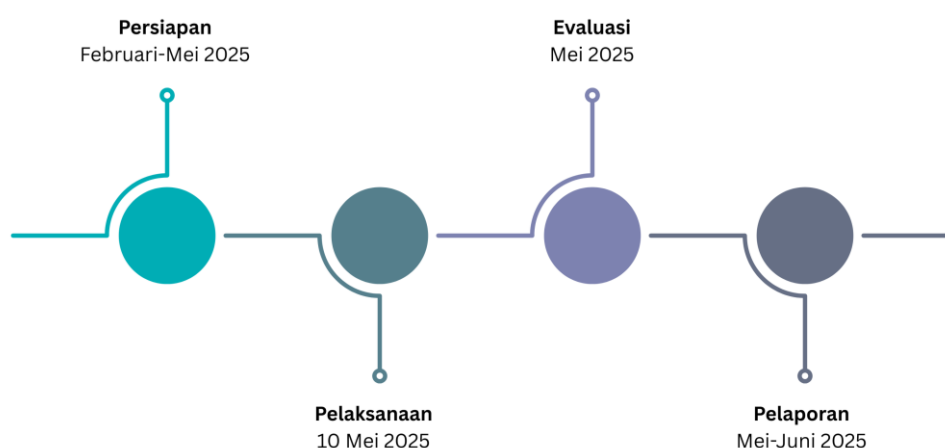 Persiapan
Februari-Mei 2025
Evaluasi
Mei 2025
Pelaksanaan
10 Mei 2025
Pelaporan
Mei-Juni 2025